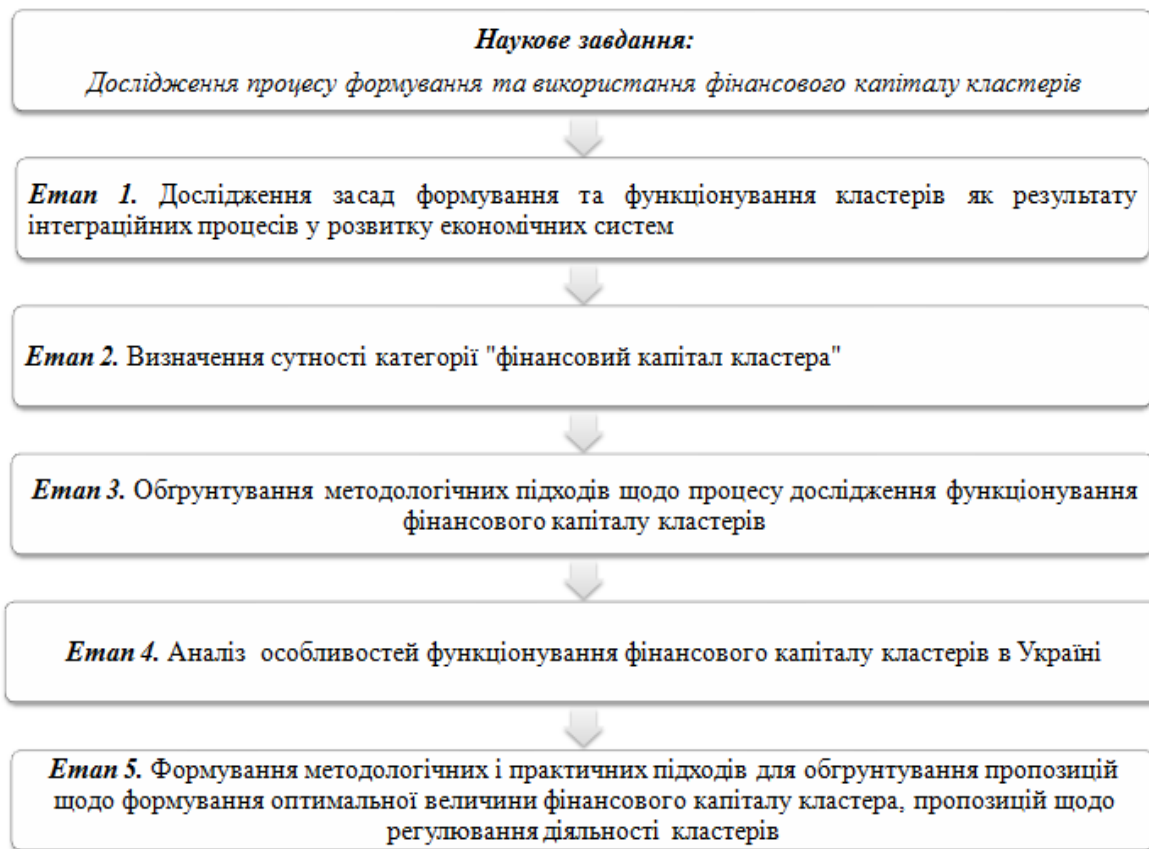 Наукове завдання:
Дослідження процесу формування та використання фінансового капіталу кластерів
Етап 1. Дослідження засад формування та функціонування кластерів як результату
інтеграційних процесів у розвитку економічних систем
Етап 2. Визначення сутності категорії "фінансовий капітал кластера"
Етап 3. Обґрунтування методологічних підходів щодо процесу дослідження функціонування
фінансового капіталу кластерів
Етап 4. Аналіз особливостей функціонування фінансового капіталу кластерів в Україні
Етап 5. Формування методологічних і практичних підходів для обгрунтування пропозицій
щодо формування оптимальної величини фінансового капіталу кластера, пропозицій щодо
регулювання діяльності кластерів